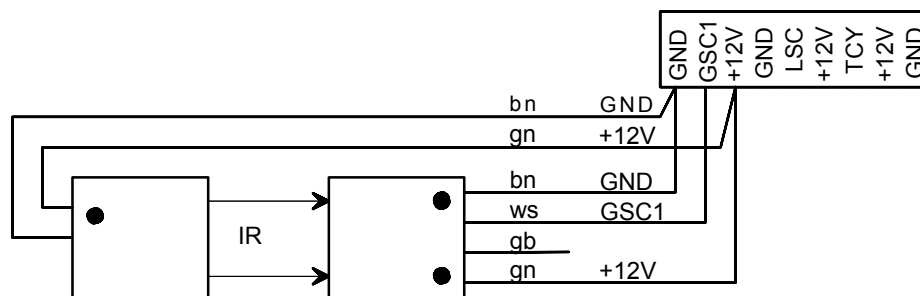 GND
GSC1
+12V
GND
LSC
+12V
TCY
+12V
GND
bn GND
gn +12V
bn GND
ws GSC1
IR
gb
gn +12V